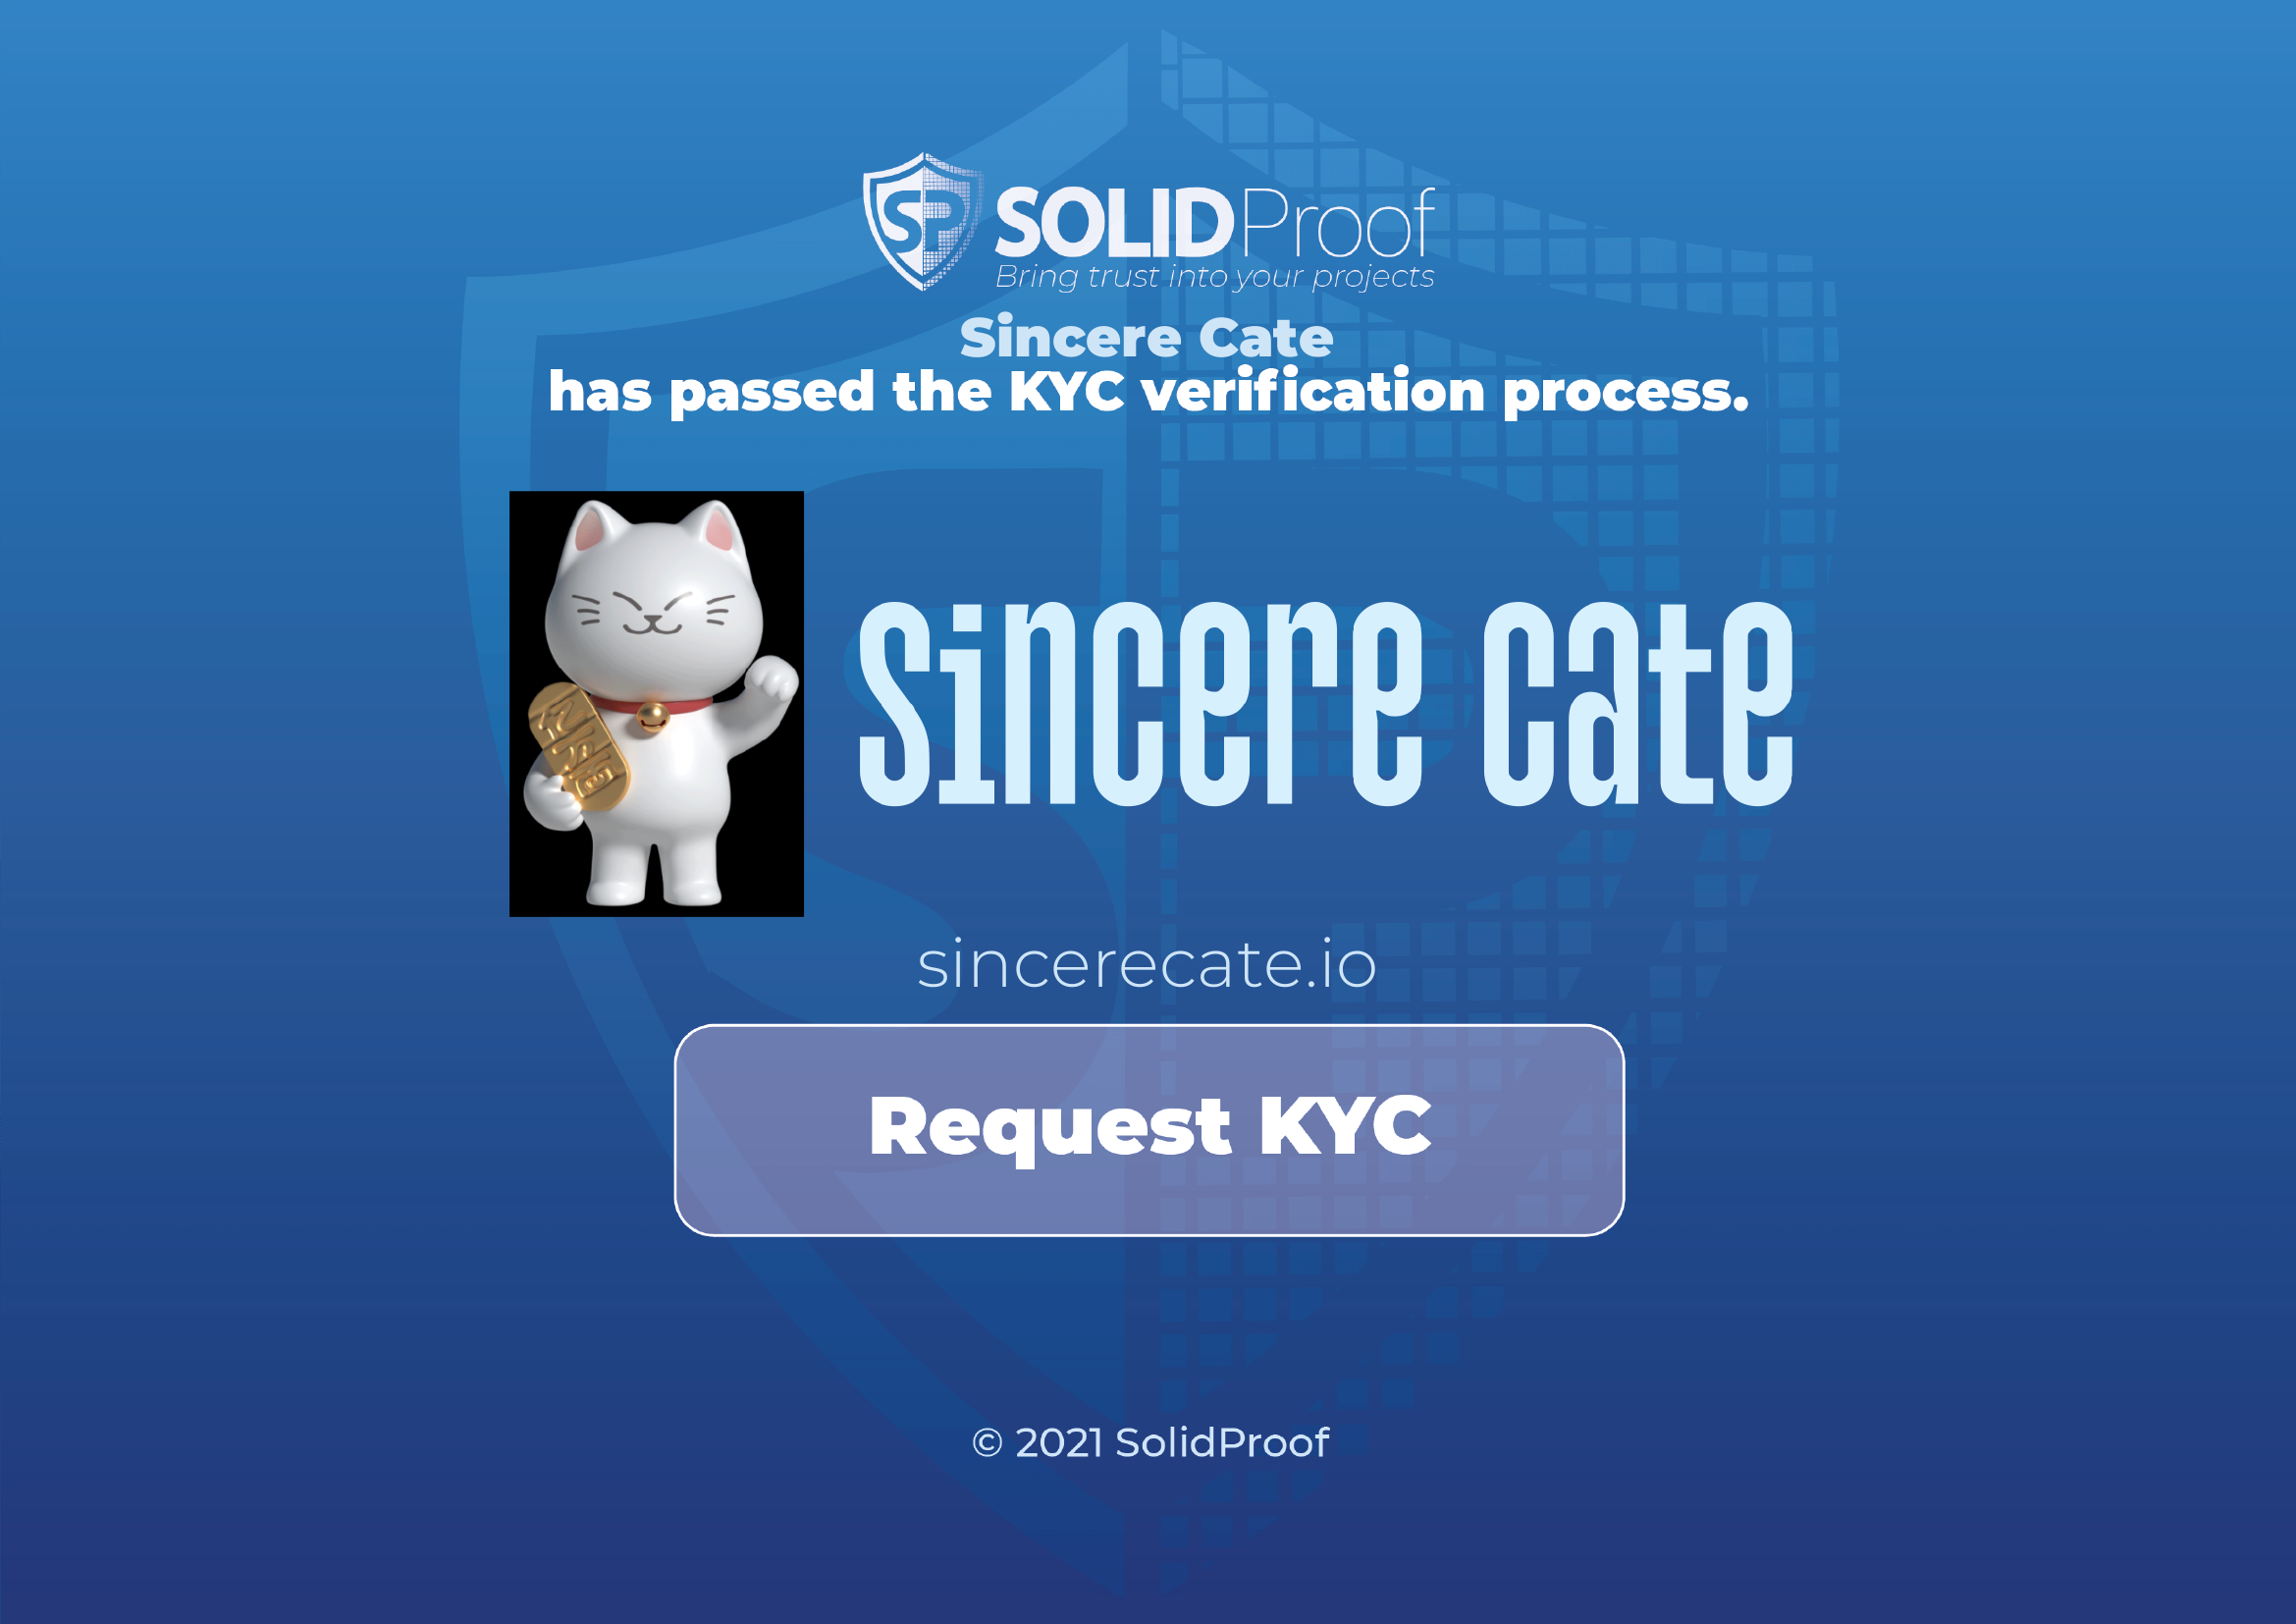 SP
SOLIDProof
Bring trust into your projects
Sincere Cate
has passed the KYC verification process.
sincere cate
sincerecate.io
Request KYC
© 2021 SolidProof